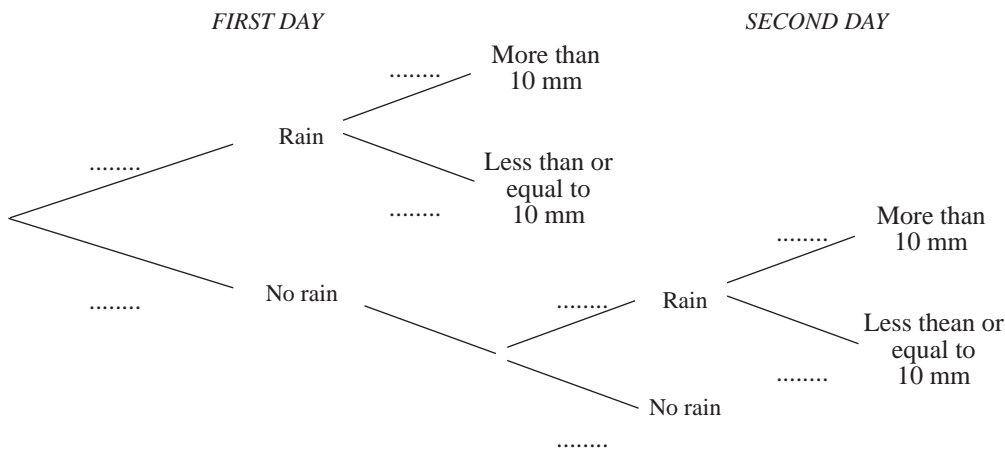 FIRST DAY
SECOND DAY
More than
10 mm
........
Rain
........
Less than or
equal to
10 mm
........
More than
10 mm
........
No rain
........
Rain
........
Less thean or
equal to
10 mm
........
No rain
........